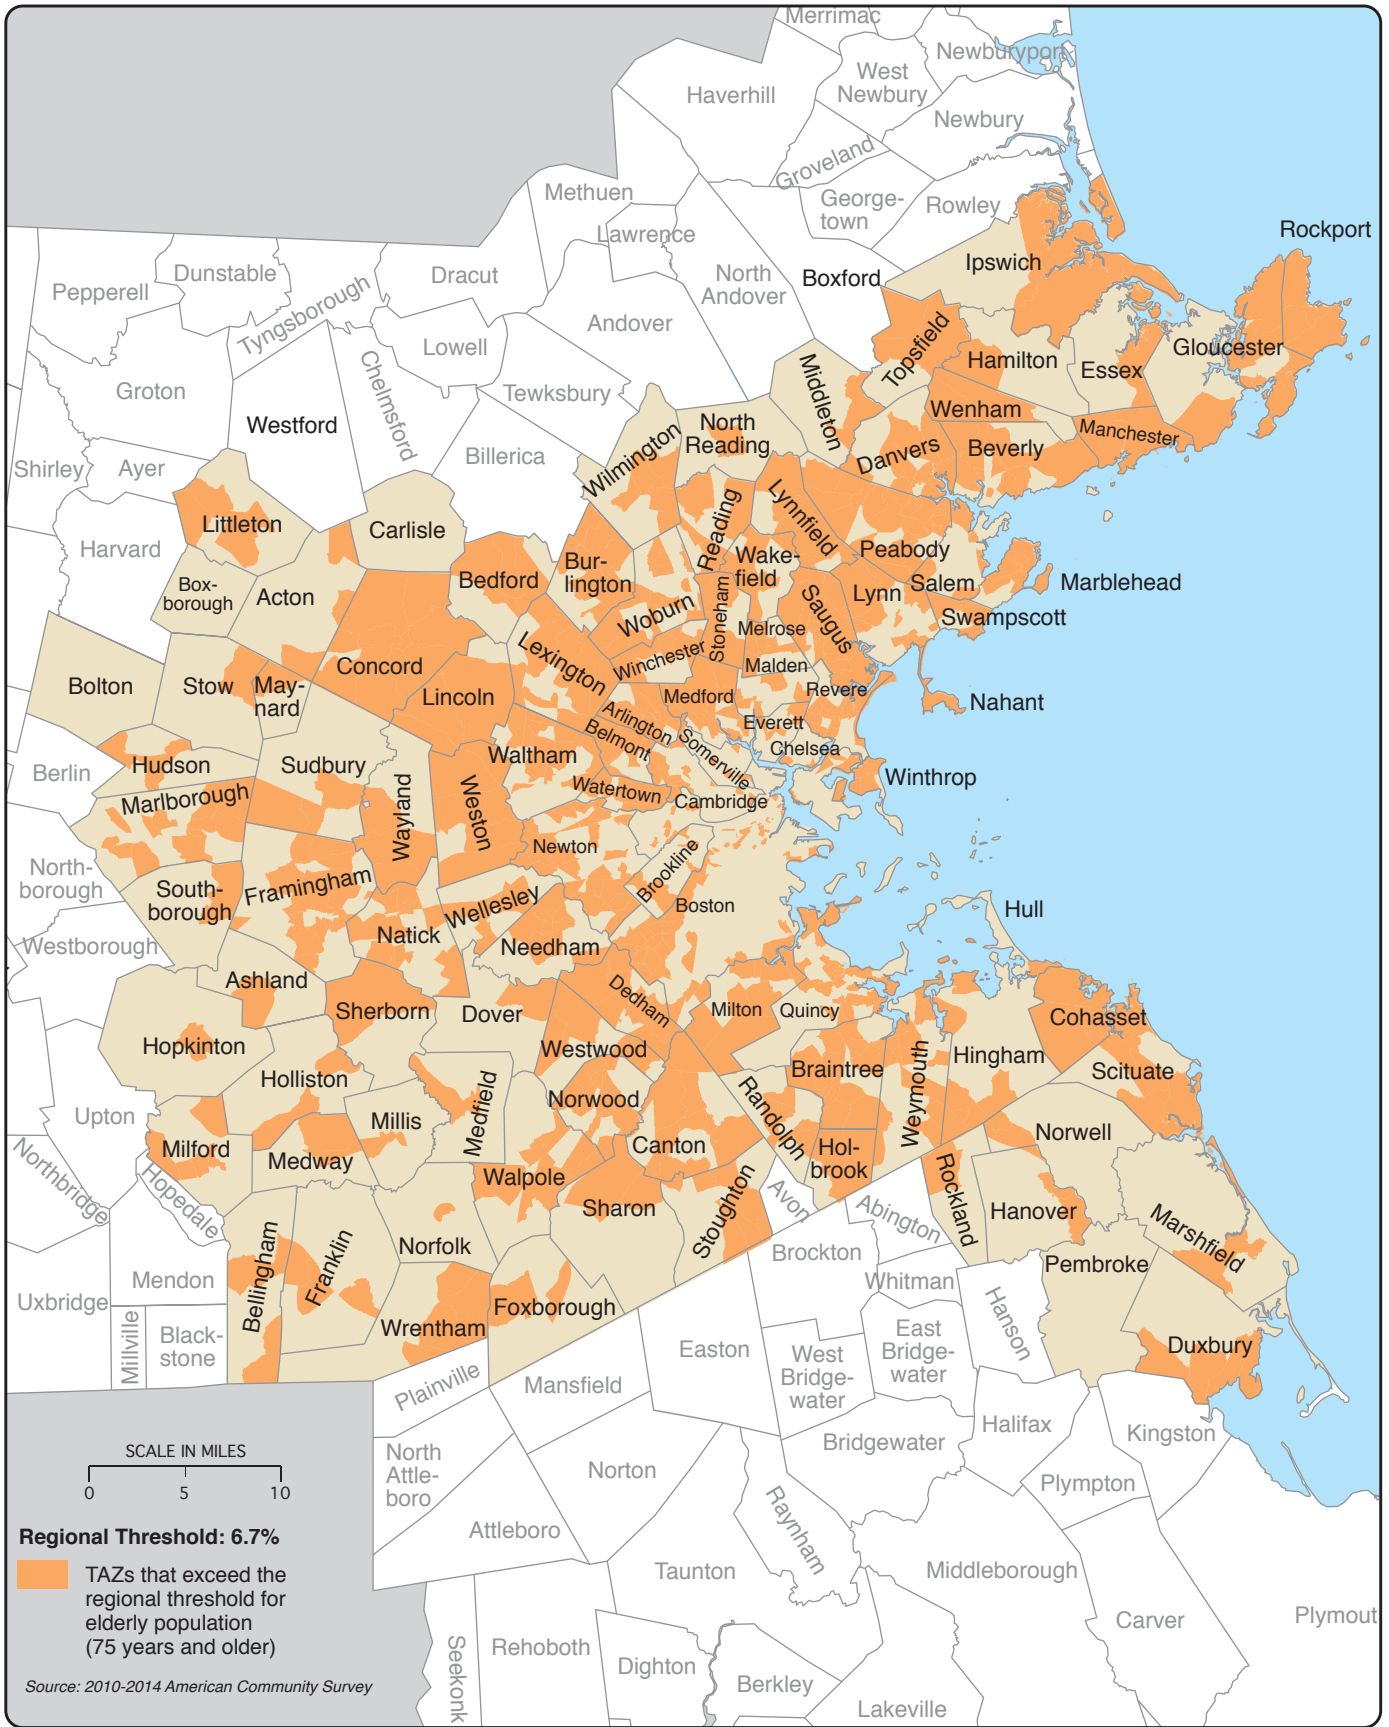 Merrimac
Newburyport
West
Newbury
Haverhill
Newbury
Groveland
Methuen
George-
town
Rowley
Lawrence
Rockport
Ipswich
Dunstable
Dracut
North
Andover
Boxford
Pepperell
Tyngsborough
Andover
Lowell
Topsfield
Gloucester
Hamilton
Essex
Groton
Chelmsford
Tewksbury
Middleton
Westford
North
Reading
Wenham
Manchester
Billerica
Wilmington
Danvers
Beverly
Shirley
Ayer
Littleton
Carlisle
Reading
Lynnfield
Harvard
Peabody
Bur-
lington
Wake-
field
Bedford
Salem
Marblehead
Box-
borough
Acton
Lynn
Woburn
Stoneham
Saugus
Swampscott
Melrose
Lexington
Winchester
Malden
Concord
Bolton
Stow
May-
nard
Lincoln
Medford
Revere
Nahant
Arlington
Everett
Belmont
Somerville
Chelsea
Waltham
Berlin
Hudson
Sudbury
Winthrop
Marlborough
Wayland
Weston
Watertown
Cambridge
Newton
North-
borough
South-
borough
Framingham
Brookline
Wellesley
Boston
Hull
Westborough
Natick
Needham
Ashland
Sherborn
Dover
Dedham
Milton
Quincy
Cohasset
Hopkinton
Westwood
Braintree
Hingham
Scituate
Holliston
Weymouth
Norwood
Medfield
Randolph
Upton
Millis
Norwell
Milford
Medway
Canton
Hol-
brook
Northbridge
Hopedale
Walpole
Rockland
Sharon
Stoughton
Avon
Abington
Hanover
Marshfield
Bellingham
Franklin
Norfolk
Brockton
Pembroke
Mendon
Whitman
Uxbridge
Foxborough
Hanson
Wrentham
Millville
Black-
stone
Easton
West
Bridge-
water
East
Bridge-
water
Duxbury
Plainville
Mansfield
Halifax
Kingston
Bridgewater
North
Attle-
boro
Norton
Plympton
Raynham
Attleboro
Taunton
Middleborough
Carver
Plymout
Seekonk
Rehoboth
Dighton
Berkley
Lakeville
SCALE IN MILES
0 5 10
Regional Threshold: 6.7%
TAZs that exceed the
regional threshold for
elderly population
(75 years and older)
Source: 2010-2014 American Community Survey